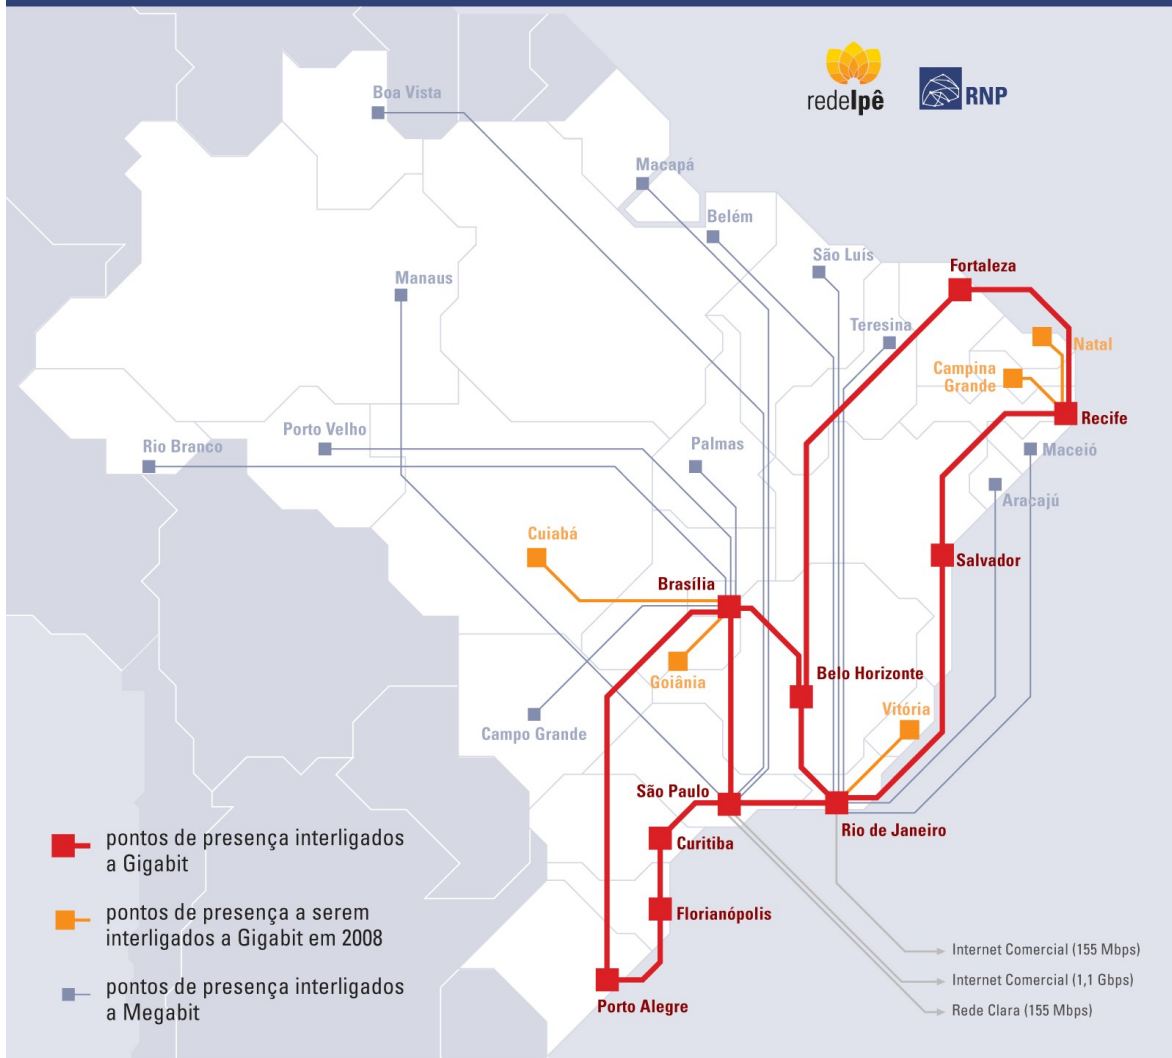 redeIpê
RNP
Boa Vista
Macapá
Belém
São Luís
Fortaleza
Manaus
Teresina
Natal
Campina
Grande
Recife
Porto Velho
Rio Branco
Palmas
Maceió
Aracajú
Cuiabá
Salvador
Brasília
Goiânia
Belo Horizonte
Vitória
Campo Grande
São Paulo
Rio de Janeiro
Curitiba
Florianópolis
Porto Alegre
pontos de presença interligados
a Gigabit
pontos de presença a serem
interligados a Gigabit em 2008
pontos de presença interligados
a Megabit
Internet Comercial (155 Mbps)
Internet Comercial (1,1 Gbps)
Rede Clara (155 Mbps)